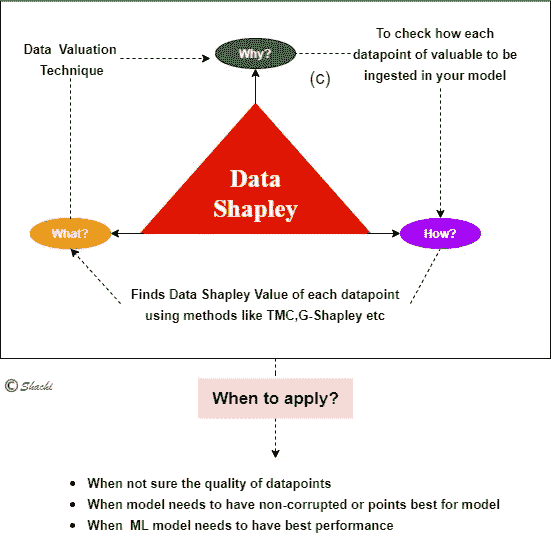 Data Valuation
Technique
Why?
(c)
To check how each
datapoint of valuable to be
ingested in your model
Data
Shapley
What?
How?
Finds Data Shapley Value of each datapoint
using methods like TMC,G-Shapley etc
© Shachi
When to apply?
• When not sure the quality of datapoints
• When model needs to have non-corrupted or points best for model
• When ML model needs to have best performance